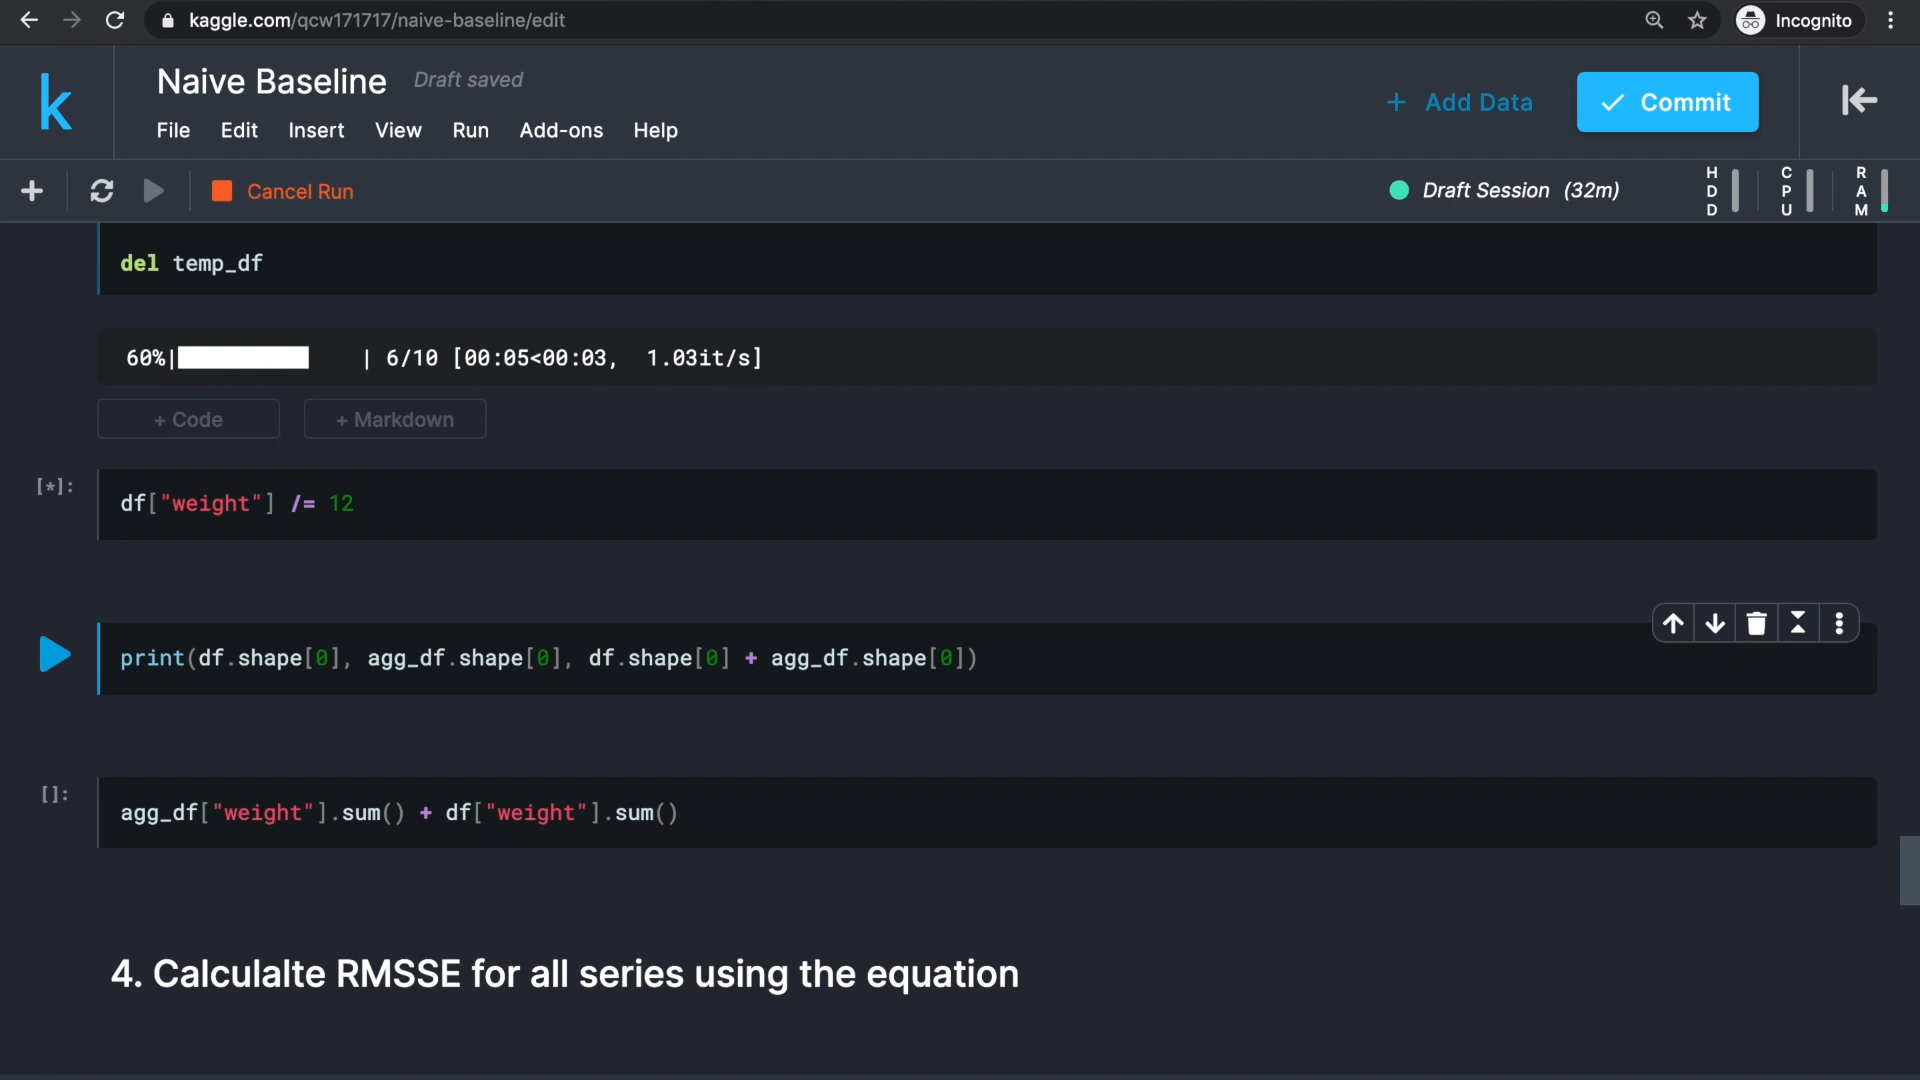 kaggle.com/qcw171717/naive-baseline/edit
Incognito
k
Naive Baseline Draft saved
+ Add Data
Commit
File Edit Insert View Run Add-ons Help
Cancel Run
Draft Session (32m)
HDD
CPU
RAM
del temp_df
60%| | 6/10 [00:05<00:03, 1.03it/s]
+ Code + Markdown
[*]:
df["weight"] /= 12
print(df.shape[0], agg_df.shape[0], df.shape[0] + agg_df.shape[0])
[]:
agg_df["weight"].sum() + df["weight"].sum()
4. Calculalte RMSSE for all series using the equation